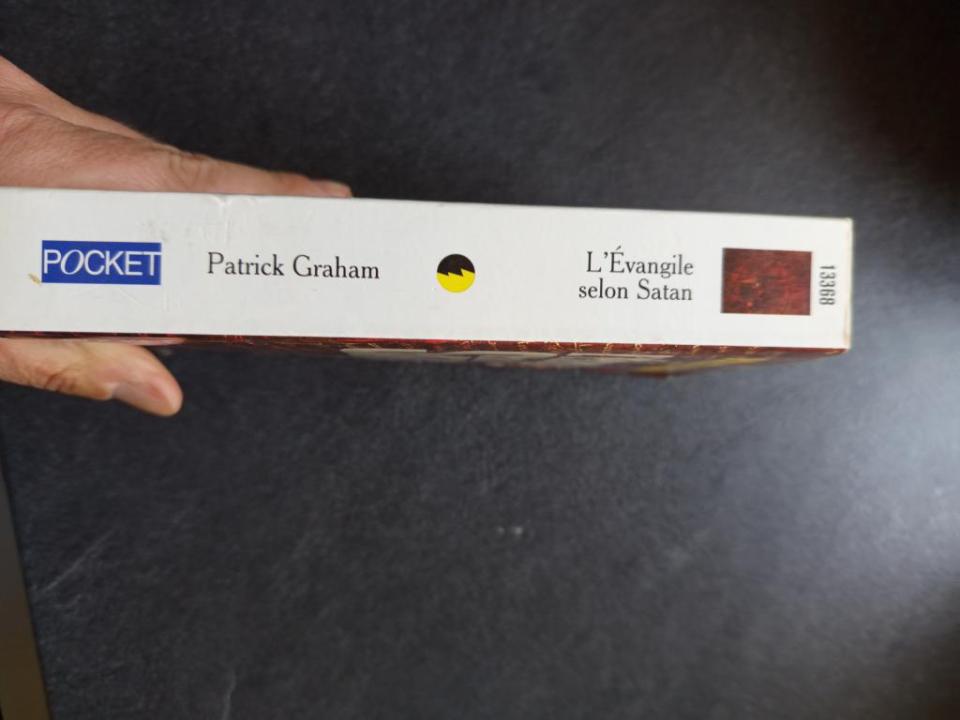 POCKET
Patrick Graham
L'Évangile
selon Satan
13368